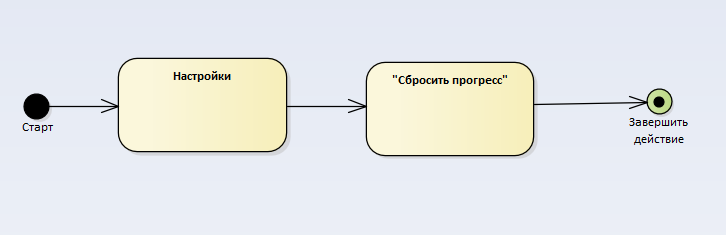 Настройки
"Сбросить прогресс"
Старт
Завершить
действие